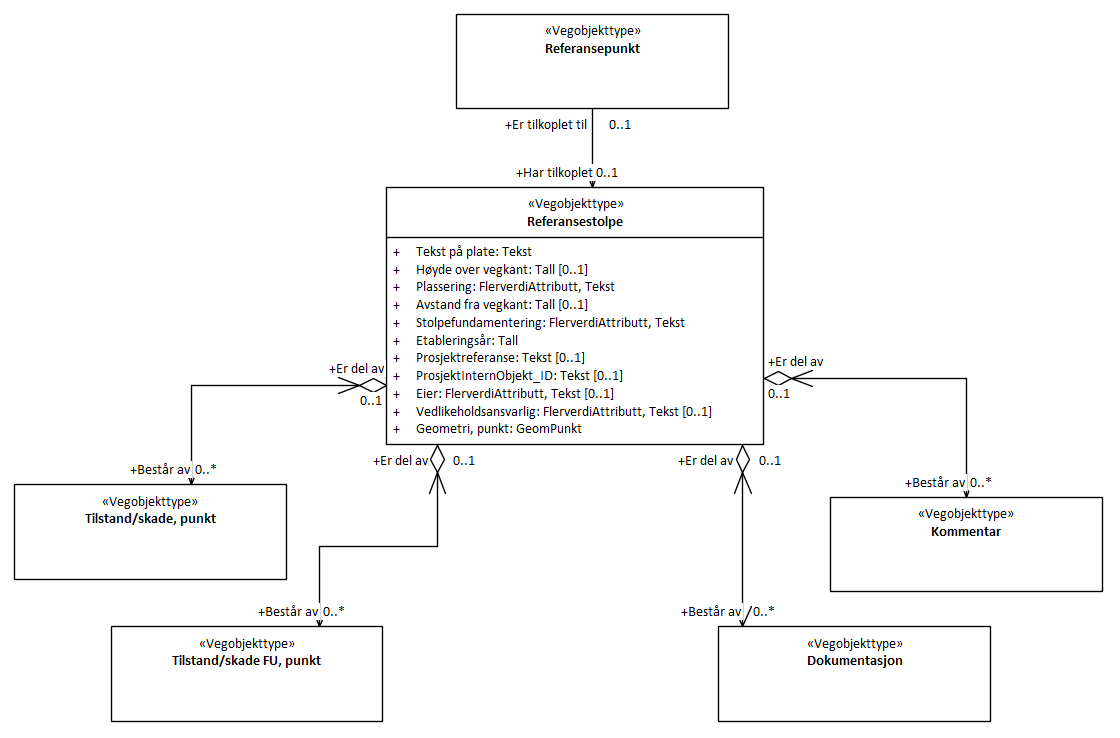 «Vegobjekttype»
Referansepunkt
+Er tilkoplet til 0..1
+Har tilkoplet 0..1
«Vegobjekttype»
Referansestolpe
+ Tekst på plate: Tekst
+ Høyde over vegkant: Tall [0..1]
+ Plassering: FlerverdiAttributt, Tekst
+ Avstand fra vegkant: Tall [0..1]
+ Stolpefundamentering: FlerverdiAttributt, Tekst
+ Etableringsår: Tall
+ Prosjektreferanse: Tekst [0..1]
+ ProsjektInternObjekt_ID: Tekst [0..1]
+ Eier: FlerverdiAttributt, Tekst [0..1]
+ Vedlikeholdsansvarlig: FlerverdiAttributt, Tekst [0..1]
+ Geometri, punkt: GeomPunkt
+Er del av
0..1
+Er del av
0..1
+Er del av 0..1
+Er del av 0..1
+Består av 0..*
«Vegobjekttype»
Tilstand/skade, punkt
+Består av 0..*
«Vegobjekttype»
Kommentar
+Består av 0..*
«Vegobjekttype»
Tilstand/skade FU, punkt
+Består av 0..*
«Vegobjekttype»
Dokumentasjon